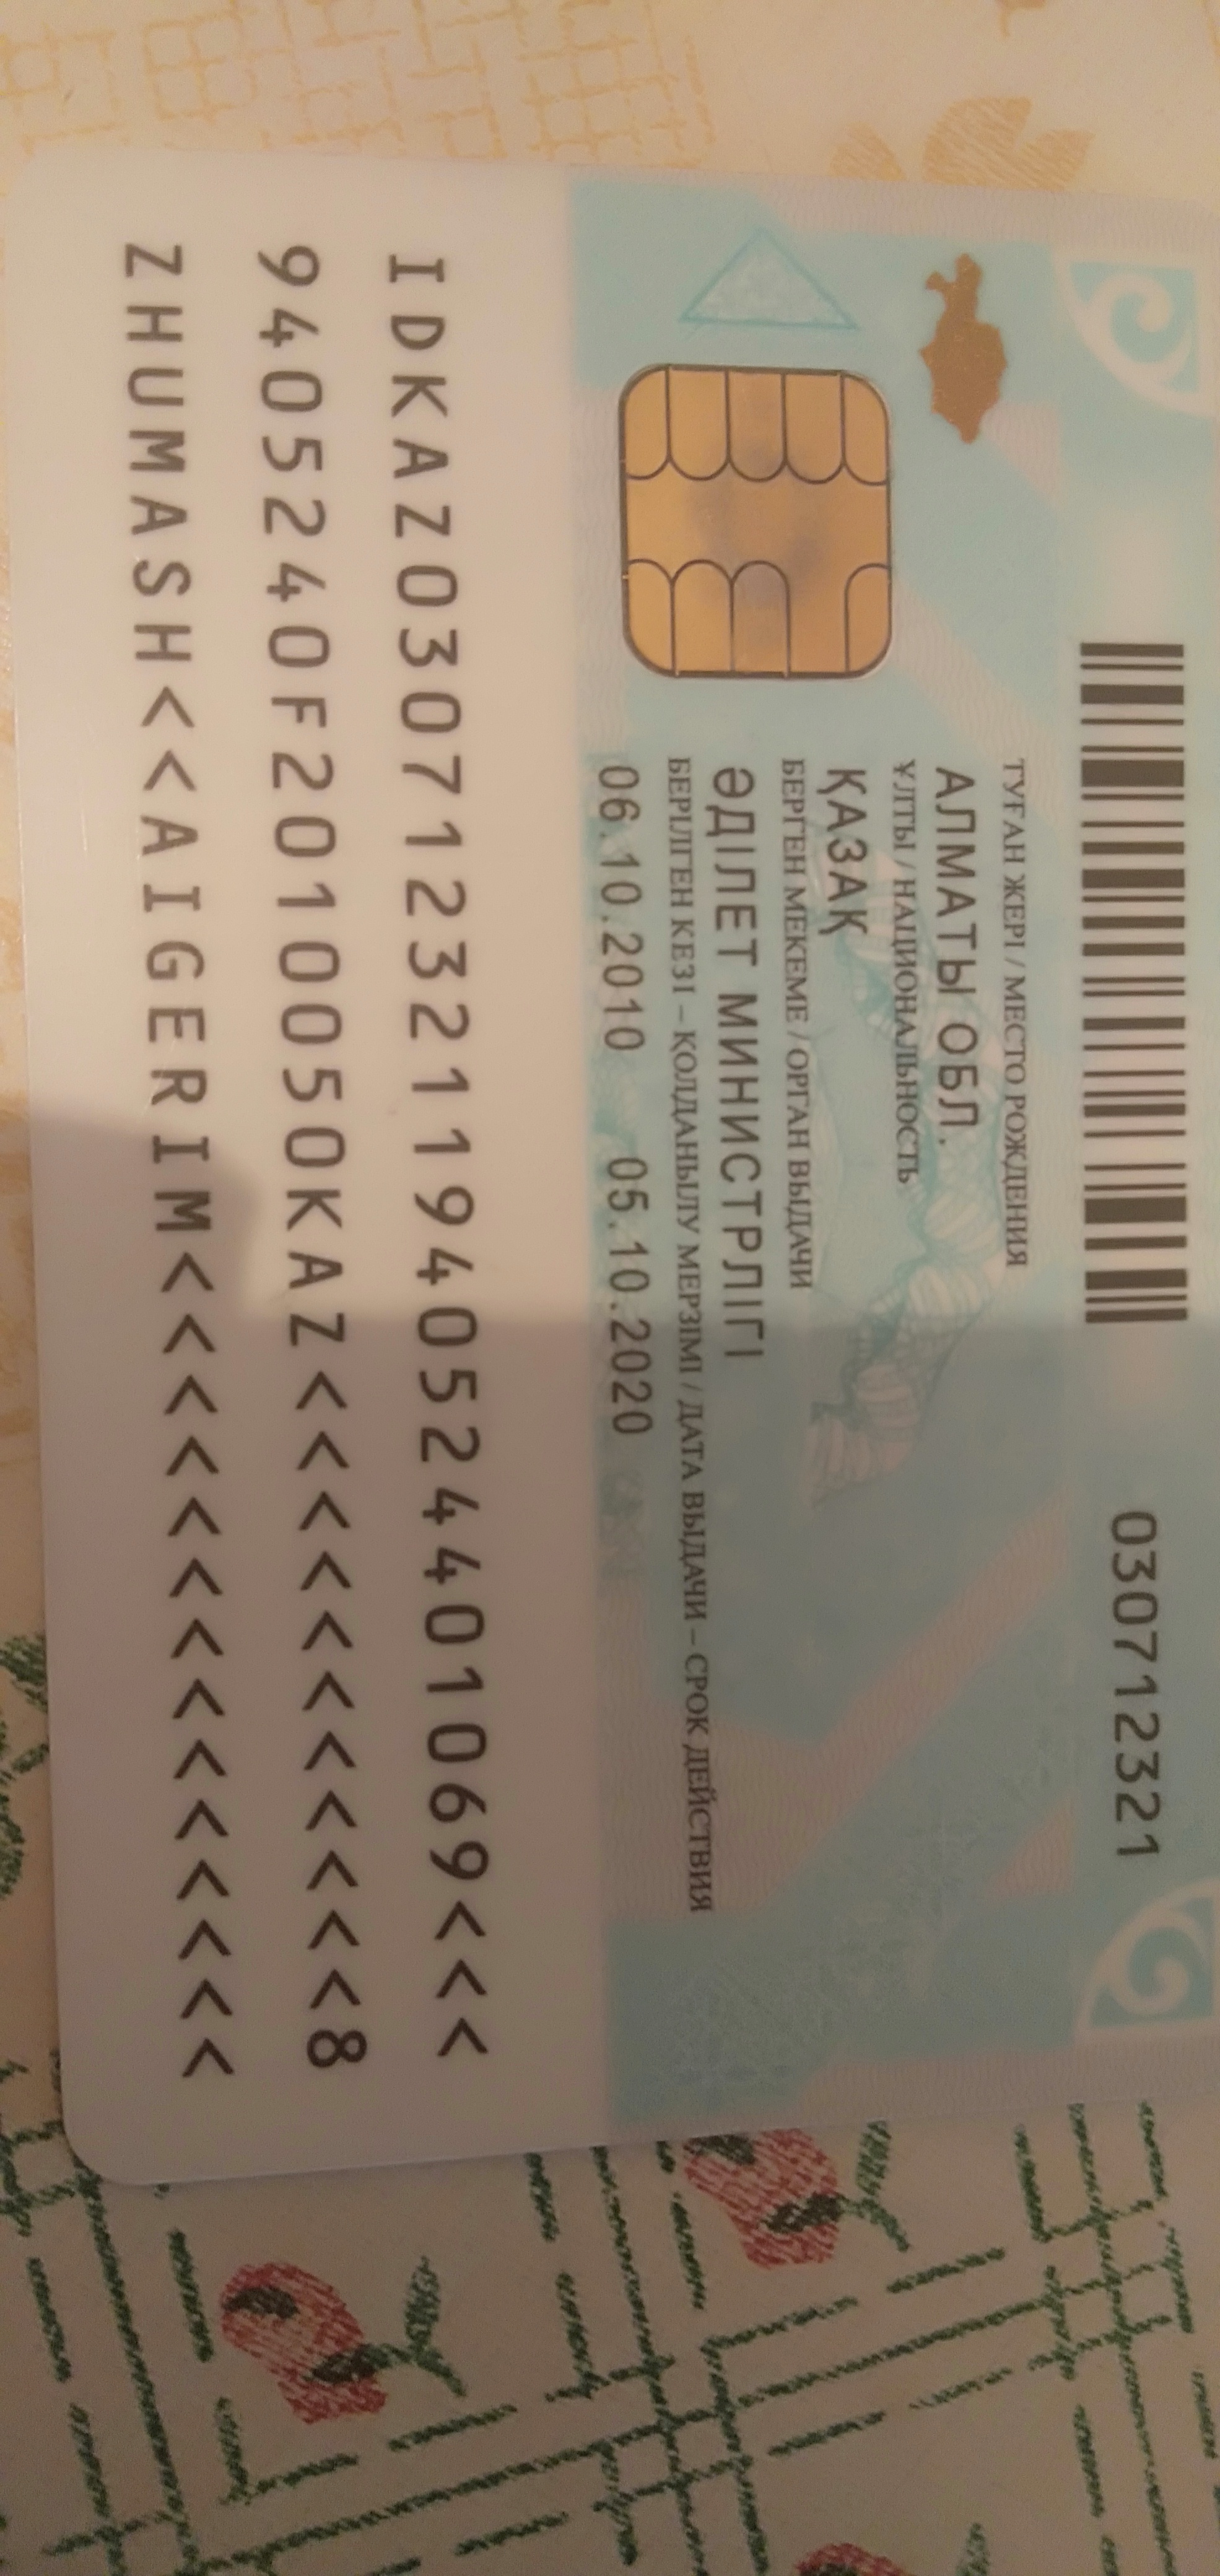 030712321
ТУҒАН ЖЕРІ / МЕСТО РОЖДЕНИЯ
АЛМАТЫ ОБЛ.
ҰЛТЫ / НАЦИОНАЛЬНОСТЬ
ҚАЗАҚ
БЕРГЕН МЕКЕМЕ / ОРГАН ВЫДАЧИ
ӘДІЛЕТ МИНИСТРЛІГІ
БЕРІЛГЕН КЕЗІ – ҚОЛДАНЫЛУ МЕРЗІМІ / ДАТА ВЫДАЧИ – СРОК ДЕЙСТВИЯ
06.10.2010 05.10.2020
IDKAZ0307123211940524401069<<<
9405240F2010050KAZ<<<<<<<<<<<8
ZHUMASH<<AIGERIM<<<<<<<<<<<<<<